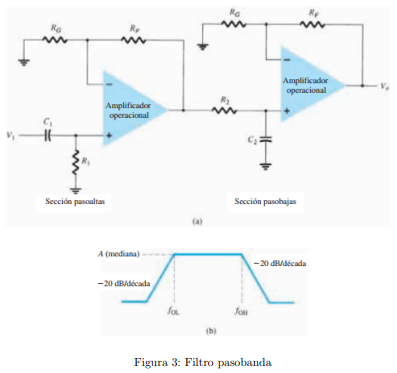 R_G R_F
R_G R_F
Amplificador
operacional
Amplificador
operacional
V_o
R_2
C_1
V_1
C_2
R_1
Sección pasoaltas
Sección pasobajas
(a)
A (mediana)
−20 dB/década
−20 dB/década
f_OL
f_OH
(b)
Figura 3: Filtro pasobanda